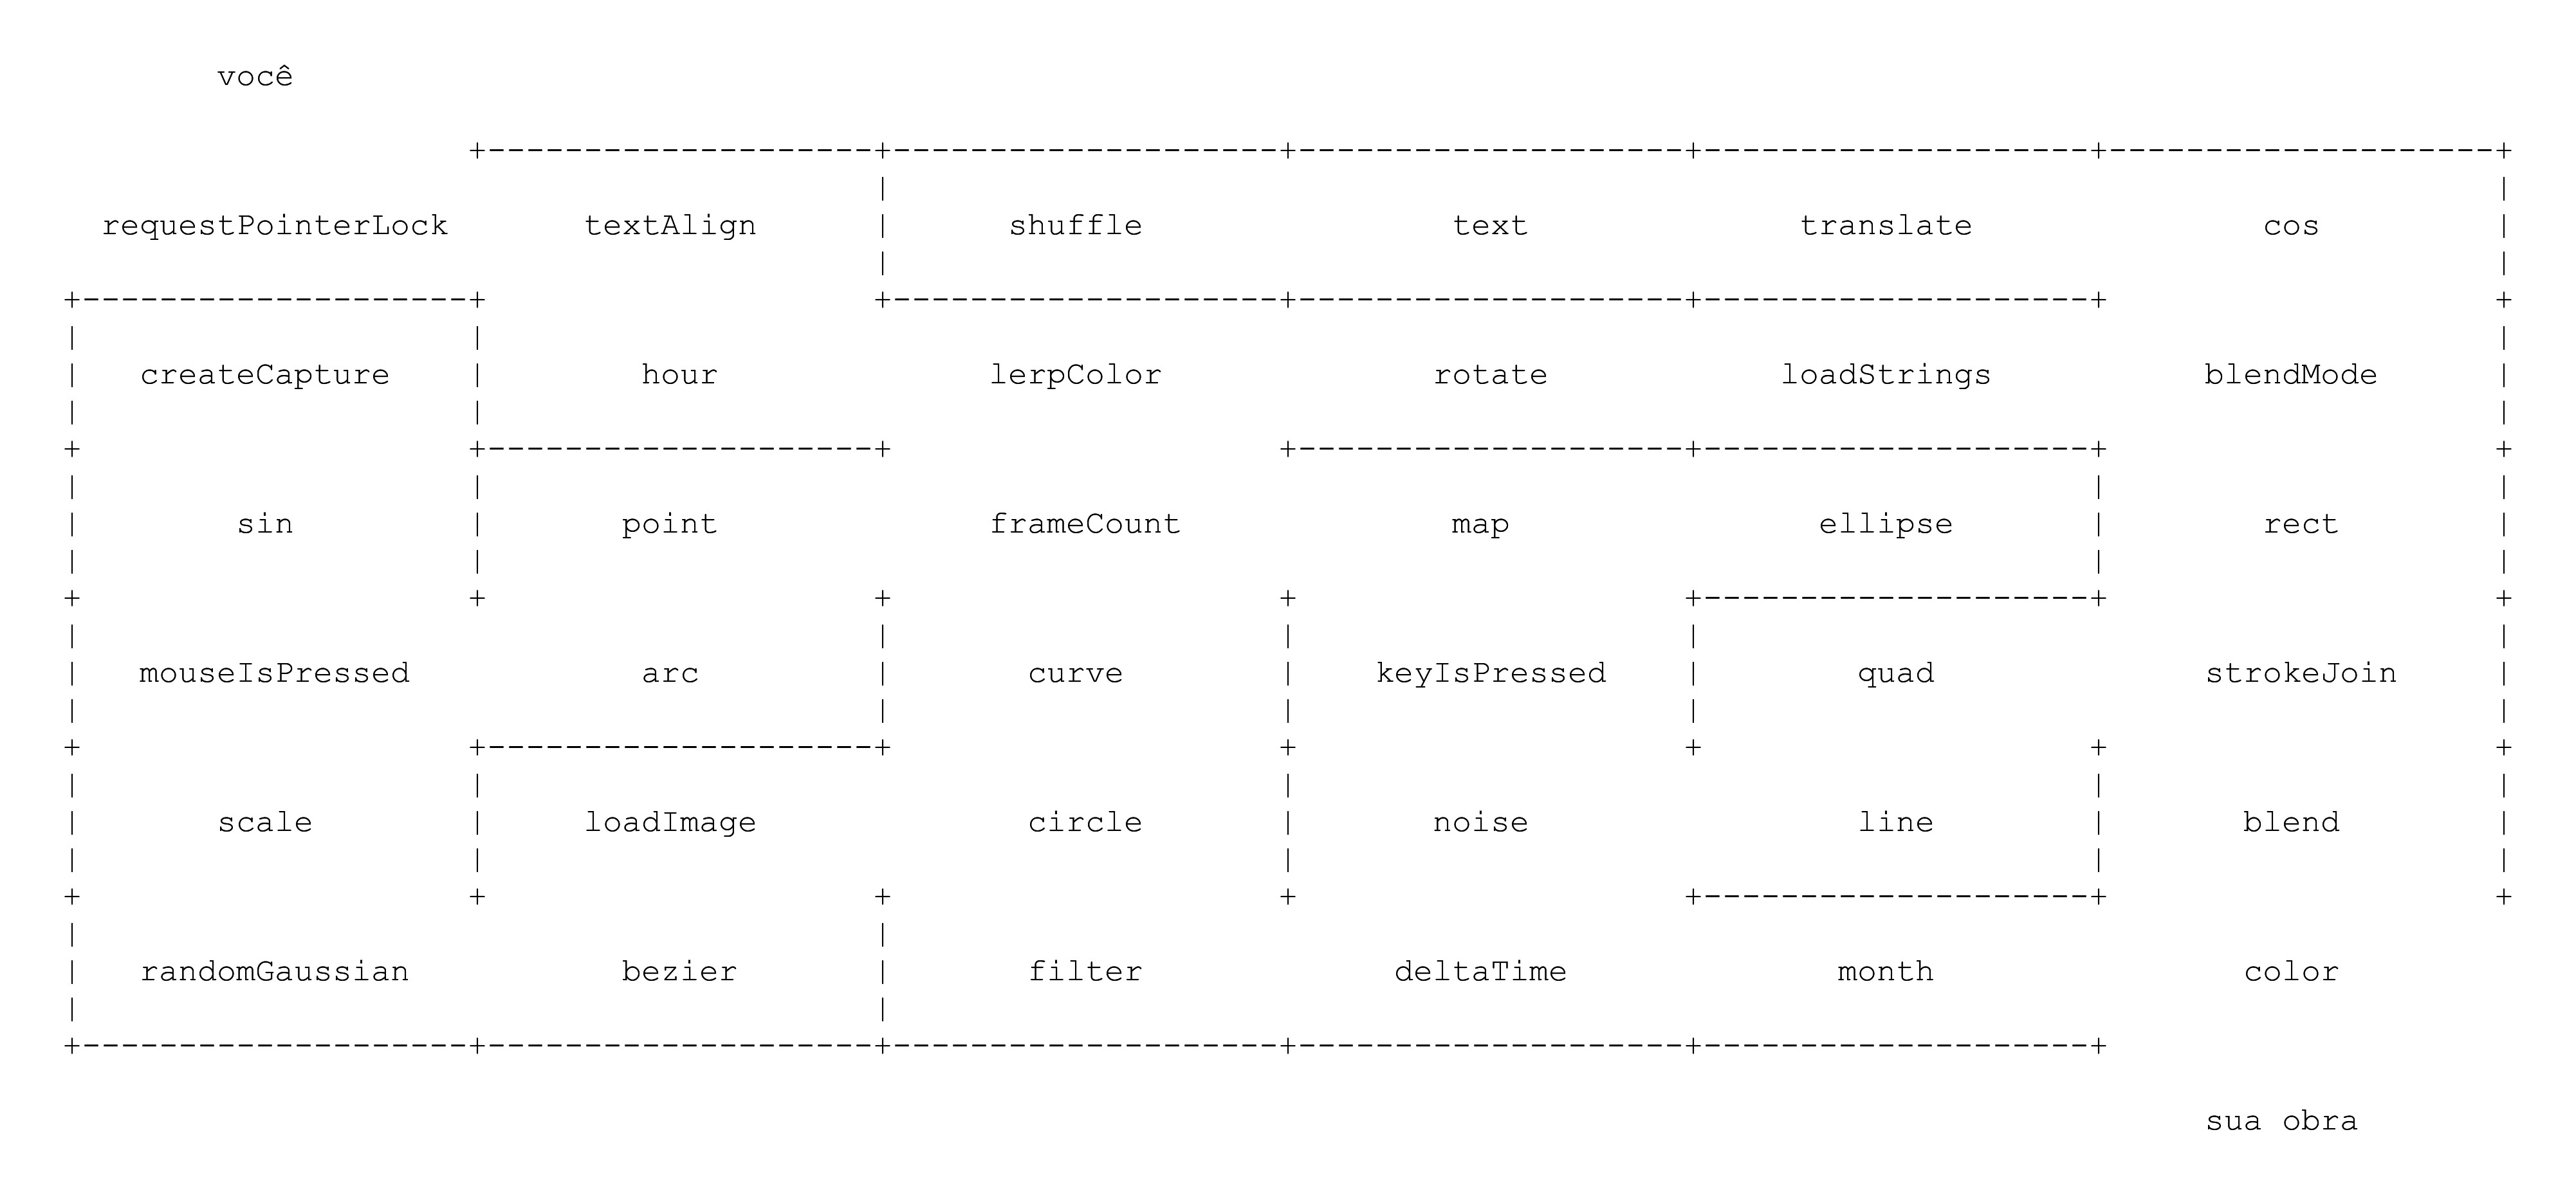 você
requestPointerLock textAlign shuffle text translate cos
createCapture hour lerpColor rotate loadStrings blendMode
sin point frameCount map ellipse rect
mouseIsPressed arc curve keyIsPressed quad strokeJoin
scale loadImage circle noise line blend
randomGaussian bezier filter deltaTime month color
sua obra